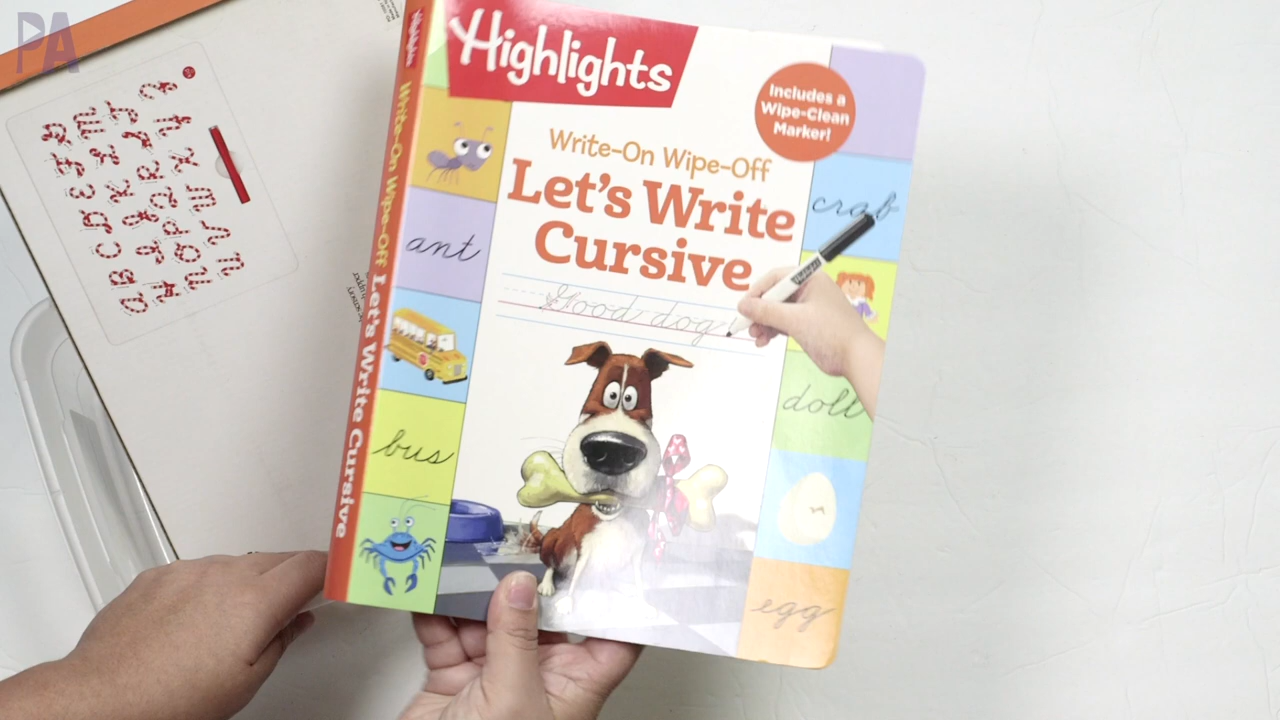 PA
Highlights
Includes a
Wipe-Clean
Marker!
Write-On Wipe-Off
Let's Write
Cursive
Good dog
ant
bus
crab
doll
egg
Highlights Write-On Wipe-Off Let's Write Cursive